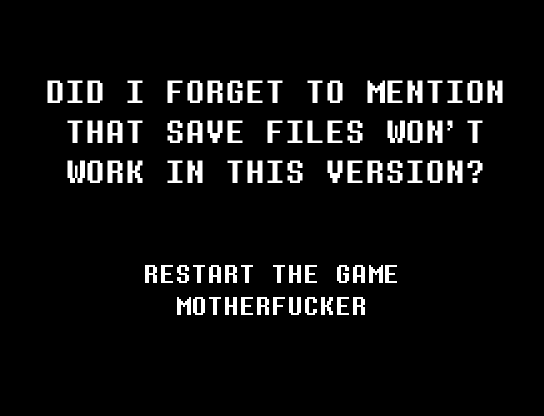 DID I FORGET TO MENTION
THAT SAVE FILES WON'T
WORK IN THIS VERSION?
RESTART THE GAME
MOTHERFUCKER